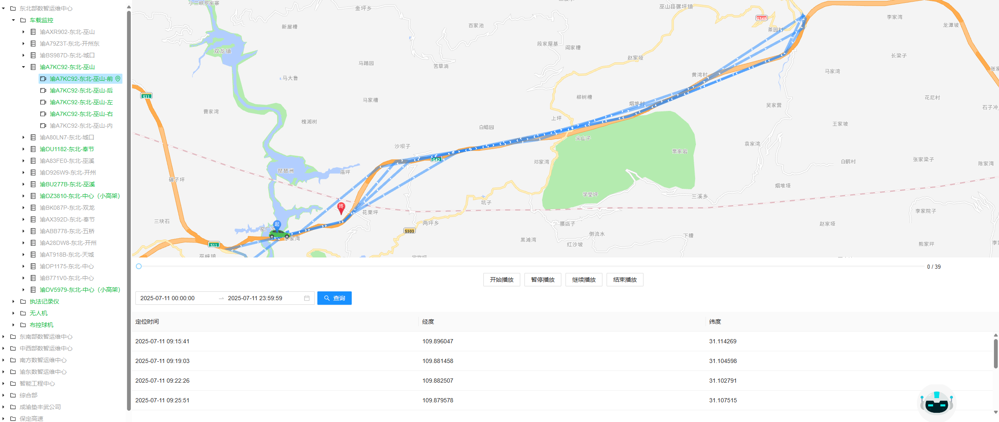 东北部数智运维中心
车载监控
渝AXR902-东北-巫山
渝A79Z3T-东北-开州东
渝BS987D-东北-城口
渝A7KC92-东北-巫山
渝A7KC92-东北-巫山-前
渝A7KC92-东北-巫山-后
渝A7KC92-东北-巫山-左
渝A7KC92-东北-巫山-右
渝A7KC92-东北-巫山-内
渝A80LN7-东北-城口
渝DU1182-东北-奉节
渝A83FE0-东北-巫溪
渝D926W9-东北-开州
渝BU277B-东北-巫溪
渝DZ3810-东北-中心（小高架）
渝BK087P-东北-双龙
渝AX392D-东北-奉节
渝ABB778-东北-五桥
渝A28DW8-东北-开州
渝AT918B-东北-天城
渝DP1175-东北-中心
渝B771V0-东北-中心
渝DV5979-东北-中心（小高架）
执法记录仪
无人机
布控球机
东南部数智运维中心
中西部数智运维中心
南方数智运维中心
渝东数智运维中心
智能工程中心
综合部
成渝垫丰武公司
保定高速
小三峡罗家寨
金坪乡
巫山县骡坪镇
G348
李家湾
龙潭坡
新屋槽
百家池
茶园村
段家屋基
阎家槽
双龙镇
赵家垭
长梁子
马踏园
苦草淌
马家湾
马大鲁
黄湾村
S11
马家槽
柳树槽
烟堆村
吴家营
花尼村
石子冲
曹家湾
槐湘树
上坪
白蜡园
王家坡
尖山子
沙坝子
常家岩
袁家湾
G42
邓家湾
白鹤村
张家梁子
陈家湾
琵琶洲
庙坪
碾子坪
烟堆垭
学堂坪
三溪乡
终
坑子
花栗坪
李家院子
三块石
起
两坪乡
腰店子
赵家垭
S103
倒流水
下槽
黑滩湾
红沙坡
熊家坪
S11
巫峡镇
0 / 39
开始播放
暂停播放
继续播放
结束播放
2025-07-11 00:00:00
2025-07-11 23:59:59
查询
定位时间 经度 纬度
2025-07-11 09:15:41 109.896047 31.114269
2025-07-11 09:19:03 109.881458 31.104598
2025-07-11 09:22:26 109.882507 31.102791
2025-07-11 09:25:51 109.879578 31.107515